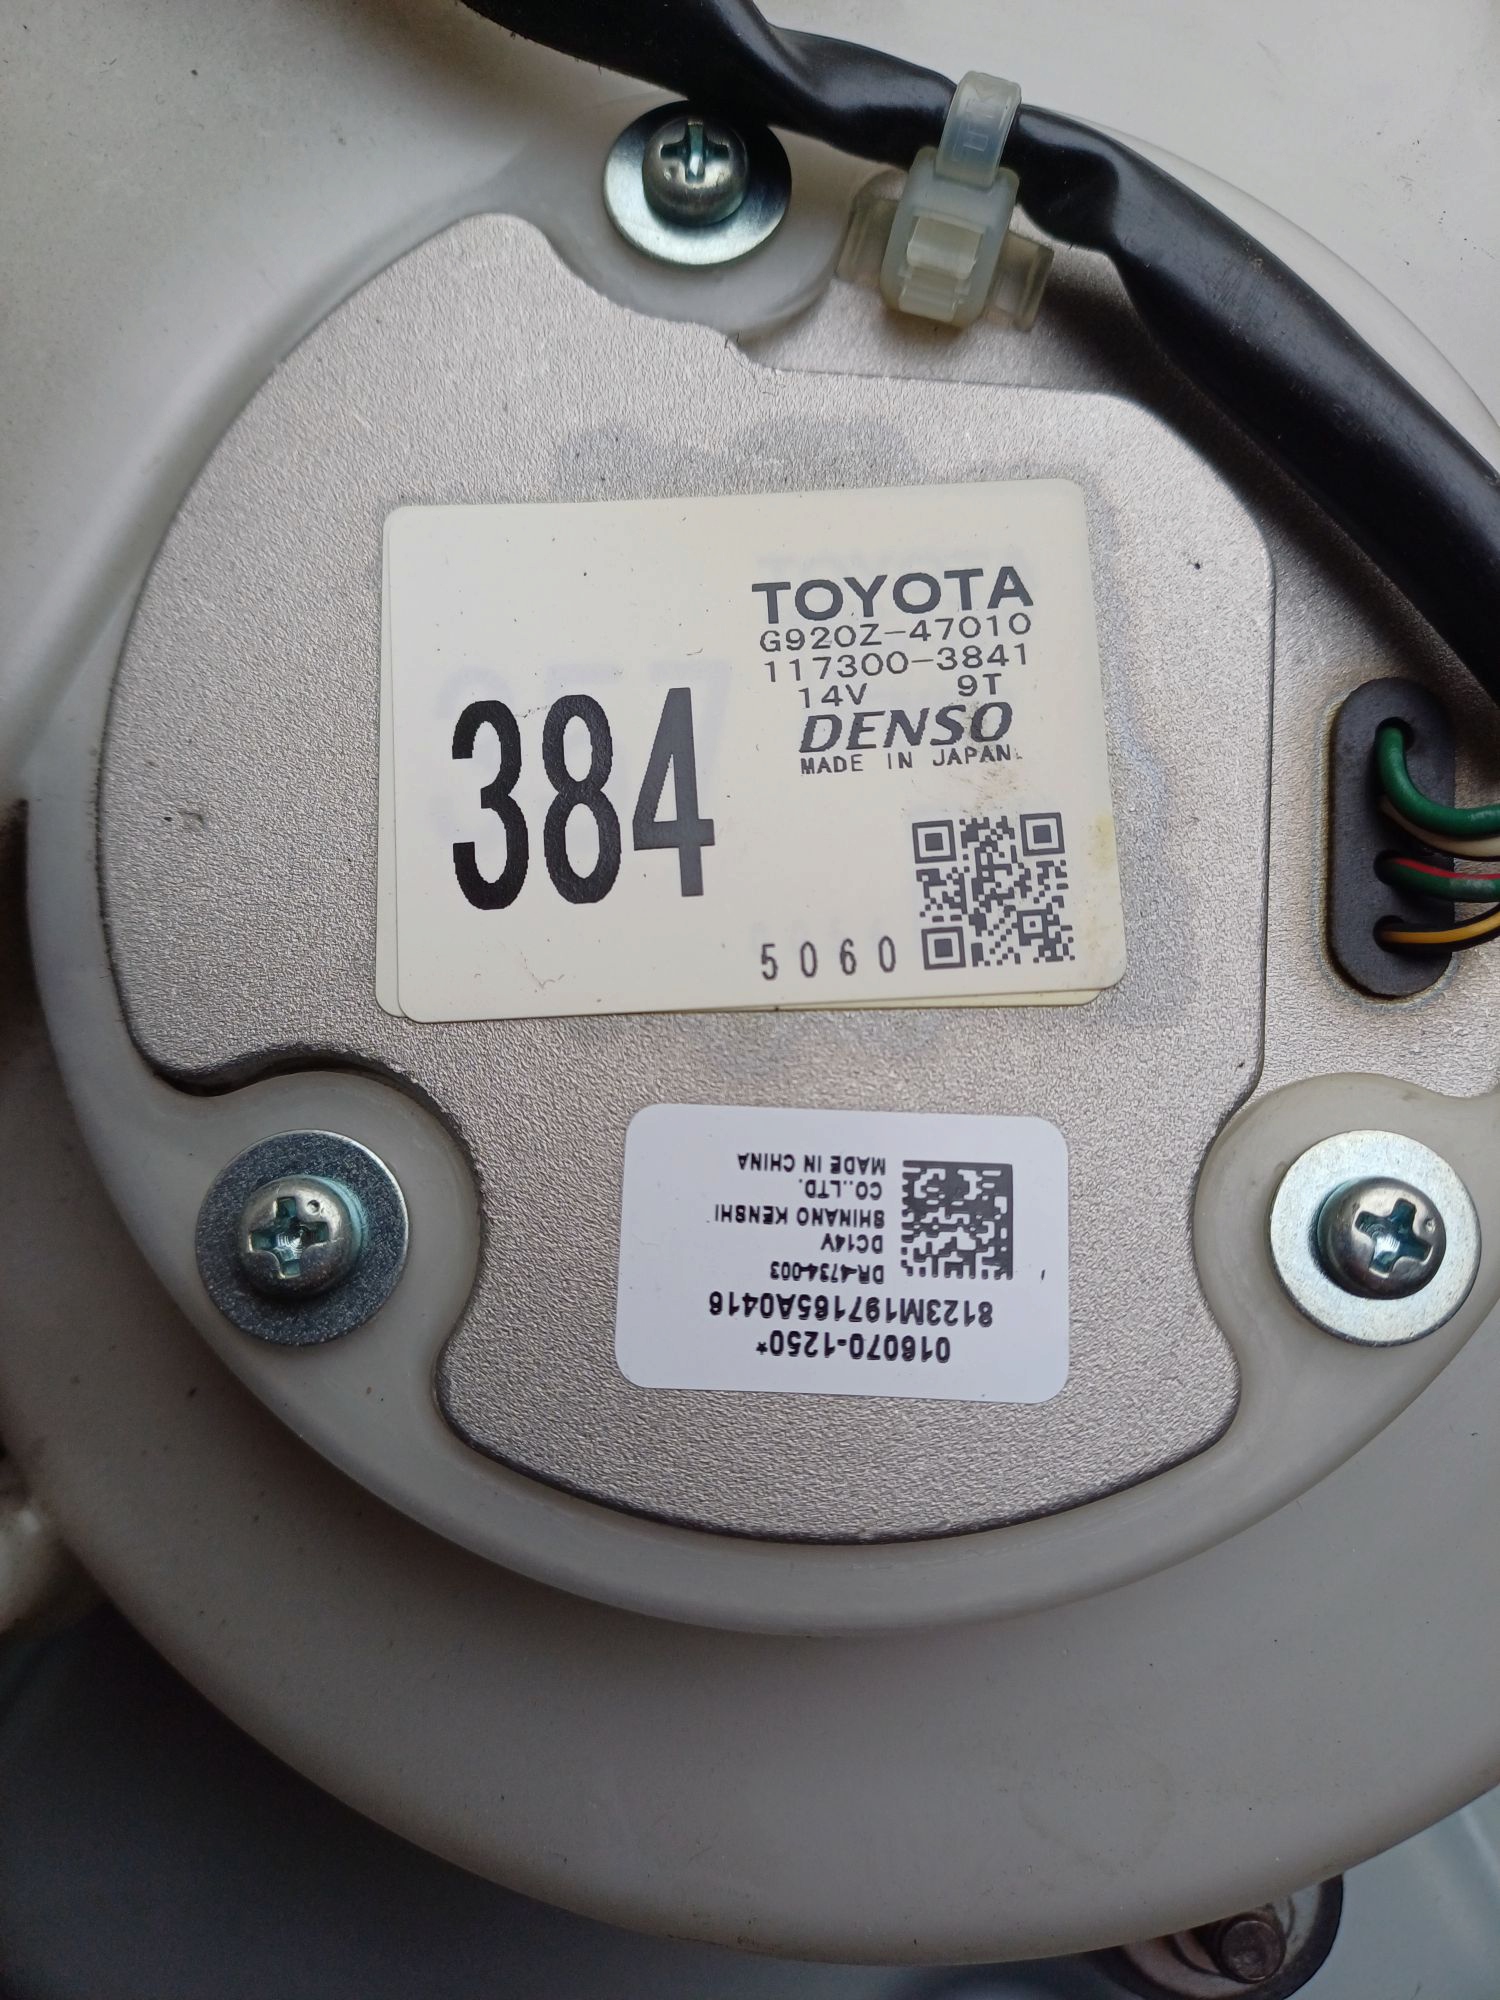 TOYOTA
G920Z-47010
117300-3841
14V 9T
DENSO
MADE IN JAPAN
384
5060
016070-1250*
8123M197165A0416
DR-4734-003
DC14V
SHINANO KENSHI
CO.,LTD.
MADE IN CHINA